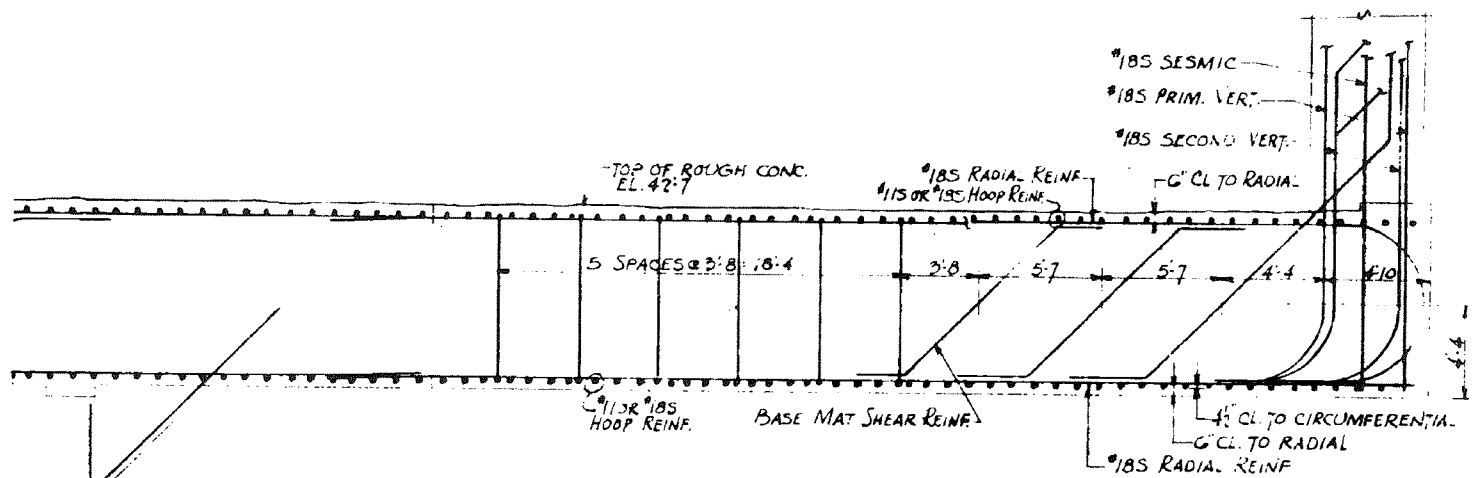 #18S SESMIC
#18S PRIM. VERT.
#18S SECOND VERT.
TOP OF ROUGH CONC.
EL. 42'-7
#18S RADIAL REINF
#11S OR #18S HOOP REINF.
6" CL TO RADIAL
5 SPACES @ 3'-8 = 18'-4
3'-8
5'-7
5'-7
4'-4
4'-10
4'-4
#11 OR #18S
HOOP REINF.
BASE MAT SHEAR REINF.
4½" CL. TO CIRCUMFERENTIAL
6" CL. TO RADIAL
#18S RADIAL REINF